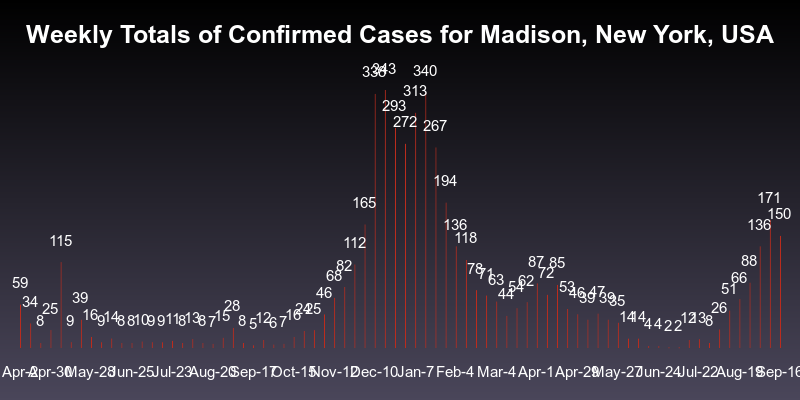 Weekly Totals of Confirmed Cases for Madison, New York, USA
59 34 8 25 115 9 39 16 9 14 8 8 10 9 9 11 8 13 8 7 15 28 8 5 12 6 7 16 24 46 68 82 112 165 338 343 293 272 313 340 267 194 136 118 78 71 63 44 54 62 87 72 85 53 46 39 47 39 35 14 14 4 4 2 2 12 13 8 26 51 66 88 136 171 150
Apr-2 Apr-30 May-28 Jun-25 Jul-23 Aug-20 Sep-17 Oct-15 Nov-12 Dec-10 Jan-7 Feb-4 Mar-4 Apr-1 Apr-29 May-27 Jun-24 Jul-22 Aug-19 Sep-16